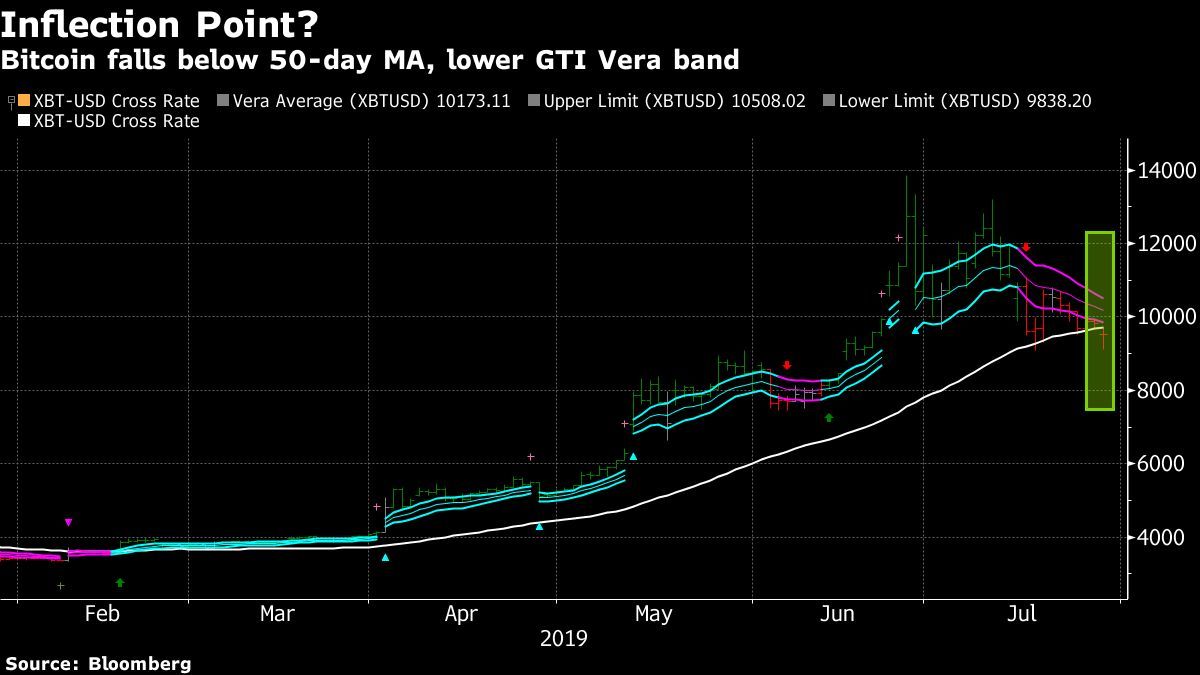 Inflection Point?
Bitcoin falls below 50-day MA, lower GTI Vera band
XBT-USD Cross Rate Vera Average (XBTUSD) 10173.11 Upper Limit (XBTUSD) 10508.02 Lower Limit (XBTUSD) 9838.20
XBT-USD Cross Rate
14000
12000
10000
8000
6000
4000
Feb Mar Apr May Jun Jul
2019
Source: Bloomberg